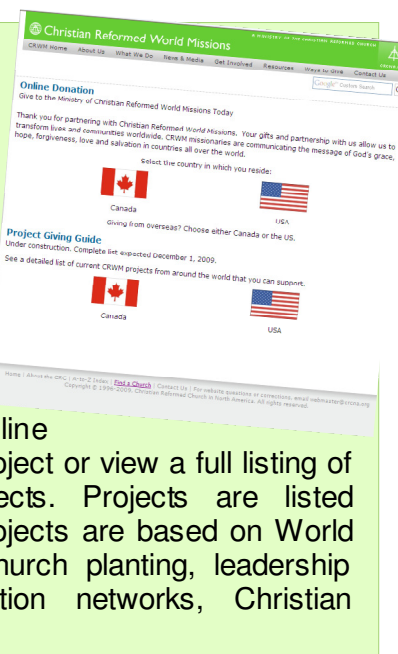 Christian Reformed World Missions
A MINISTRY OF THE CHRISTIAN REFORMED CHURCH
CRWM Home About Us What We Do News & Media Get Involved Resources Ways to Give Contact Us
Google Custom Search
Online Donation
Give to the Ministry of Christian Reformed World Missions Today
Thank you for partnering with Christian Reformed World Missions. Your gifts and partnership with us allow us to
transform lives and communities worldwide. CRWM missionaries are communicating the message of God's grace,
hope, forgiveness, love and salvation in countries all over the world.
Select the country in which you reside:
Canada USA
Giving from overseas? Choose either Canada or the US.
Project Giving Guide
Under construction. Complete list expected December 1, 2009.
See a detailed list of current CRWM projects from around the world that you can support.
Canada USA
Home | About the CRC | A-to-Z Index | Find a Church | Contact Us | For website questions or corrections, email webmaster@crcna.org
Copyright © 1996-2009, Christian Reformed Church in North America. All rights reserved.
line
oject or view a full listing of
ects. Projects are listed
ojects are based on World
hurch planting, leadership
tion networks, Christian